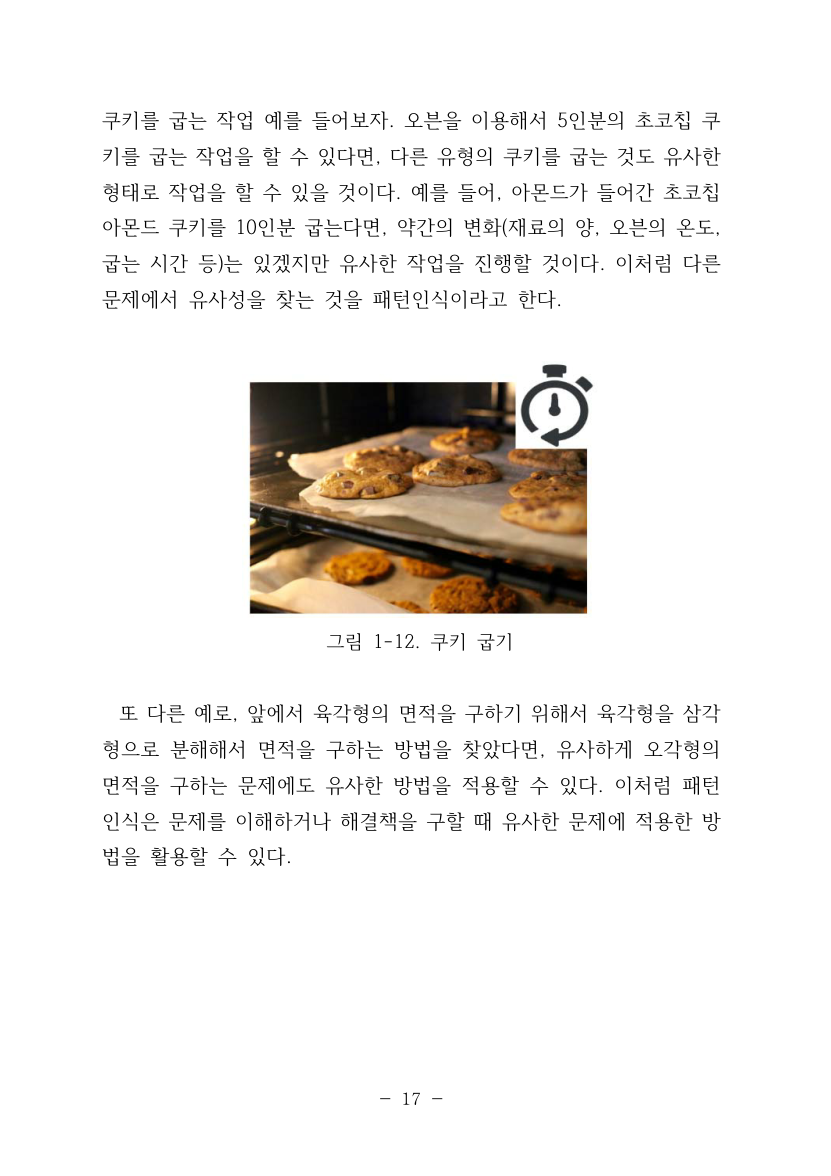 쿠키를 굽는 작업 예를 들어보자. 오븐을 이용해서 5인분의 초코칩 쿠
키를 굽는 작업을 할 수 있다면, 다른 유형의 쿠키를 굽는 것도 유사한
형태로 작업을 할 수 있을 것이다. 예를 들어, 아몬드가 들어간 초코칩
아몬드 쿠키를 10인분 굽는다면, 약간의 변화(재료의 양, 오븐의 온도,
굽는 시간 등)는 있겠지만 유사한 작업을 진행할 것이다. 이처럼 다른
문제에서 유사성을 찾는 것을 패턴인식이라고 한다.
그림 1-12. 쿠키 굽기
또 다른 예로, 앞에서 육각형의 면적을 구하기 위해서 육각형을 삼각
형으로 분해해서 면적을 구하는 방법을 찾았다면, 유사하게 오각형의
면적을 구하는 문제에도 유사한 방법을 적용할 수 있다. 이처럼 패턴
인식은 문제를 이해하거나 해결책을 구할 때 유사한 문제에 적용한 방
법을 활용할 수 있다.
- 17 -